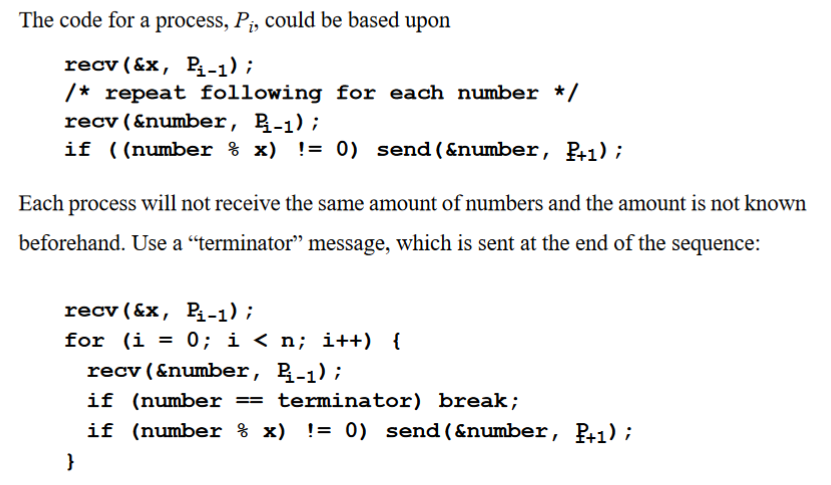 The code for a process, Pi, could be based upon
recv(&x, Pi-1);
/* repeat following for each number */
recv(&number, Pi-1);
if ((number % x) != 0) send(&number, Pi+1);
Each process will not receive the same amount of numbers and the amount is not known
beforehand. Use a “terminator” message, which is sent at the end of the sequence:
recv(&x, Pi-1);
for (i = 0; i < n; i++) {
recv(&number, Pi-1);
if (number == terminator) break;
if (number % x) != 0) send(&number, Pi+1);
}